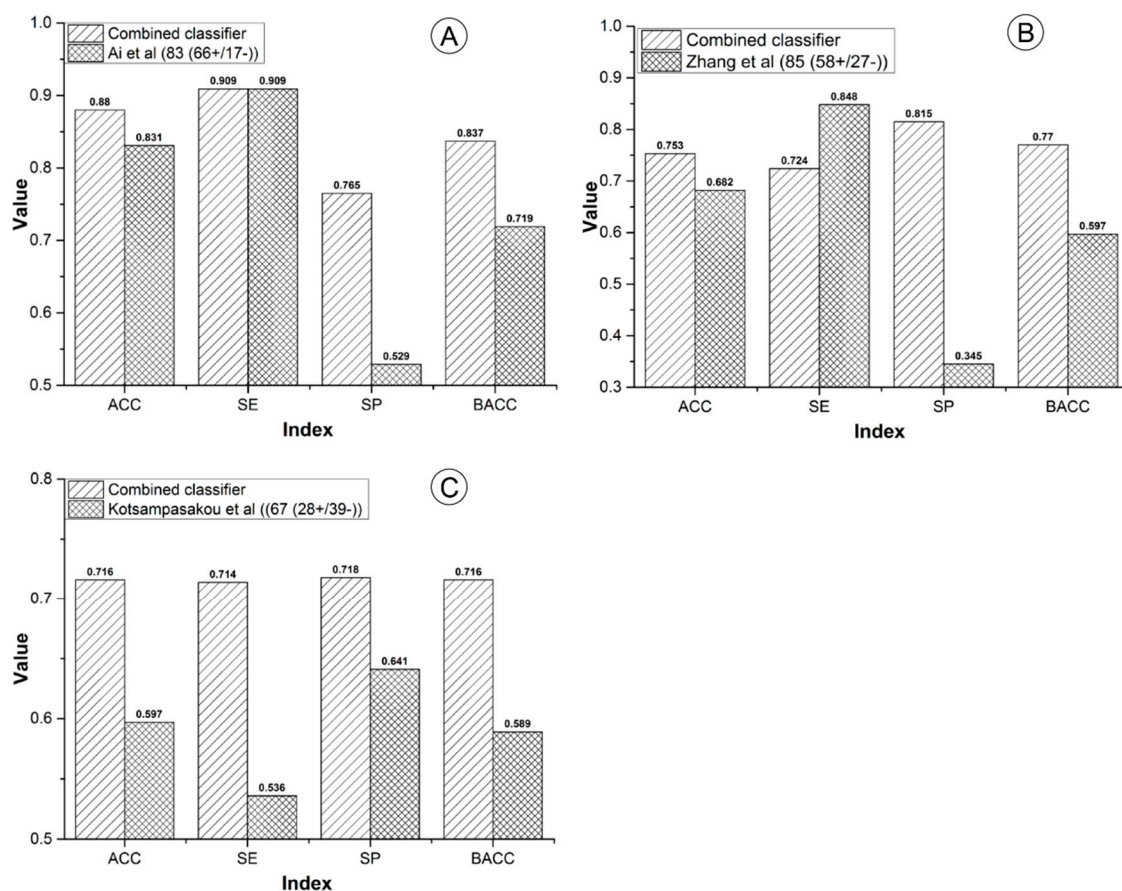 A
Combined classifier
Ai et al (83 (66+/17-))
Value
1.0
0.9
0.8
0.7
0.6
0.5
0.88
0.831
0.909
0.909
0.765
0.529
0.837
0.719
ACC SE SP BACC
Index
B
Combined classifier
Zhang et al (85 (58+/27-))
Value
1.0
0.9
0.8
0.7
0.6
0.5
0.4
0.3
0.753
0.682
0.724
0.848
0.815
0.345
0.77
0.597
ACC SE SP BACC
Index
C
Combined classifier
Kotsampasakou et al ((67 (28+/39-))
Value
0.8
0.7
0.6
0.5
0.716
0.597
0.714
0.536
0.718
0.641
0.716
0.589
ACC SE SP BACC
Index